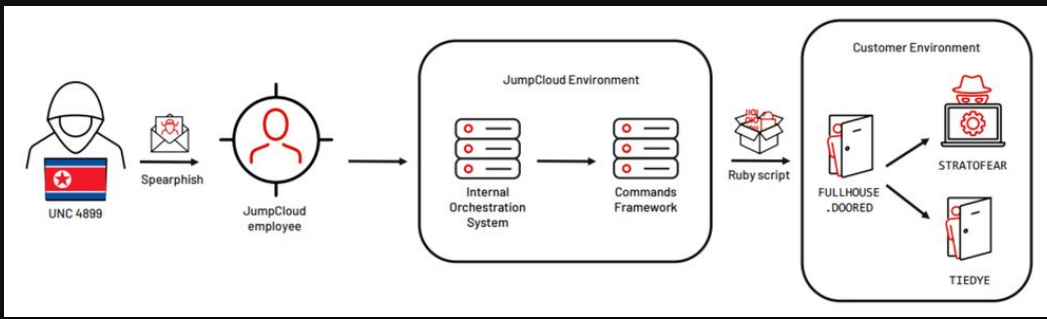 UNC 4899
Spearphish
JumpCloud
employee
JumpCloud Environment
Internal
Orchestration
System
Commands
Framework
Ruby script
Customer Environment
FULLHOUSE
.DOORED
STRATOFEAR
TIEDYE